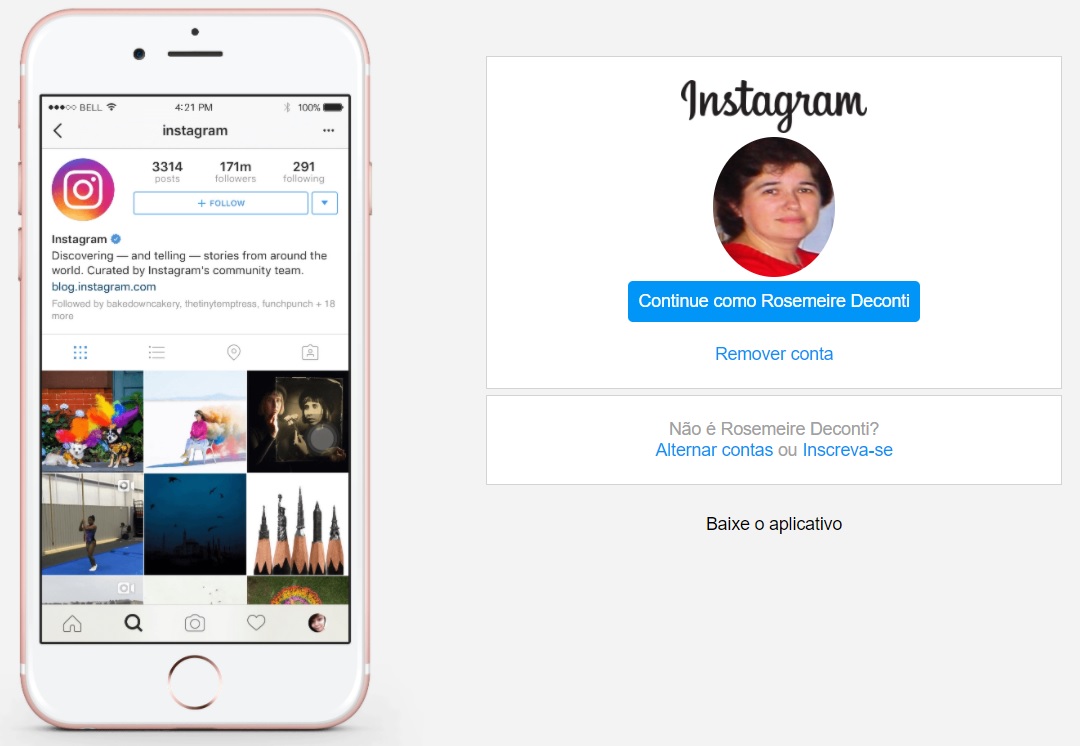 BELL
4:21 PM
100%
instagram
3314
171m
291
posts
followers
following
+ FOLLOW
Instagram
Discovering — and telling — stories from around the
world. Curated by Instagram's community team.
blog.instagram.com
Followed by bakedowncakery, thetinytemptress, funchpunch + 18
more
Instagram
Continue como Rosemeire Deconti
Remover conta
Não é Rosemeire Deconti?
Alternar contas ou Inscreva-se
Baixe o aplicativo